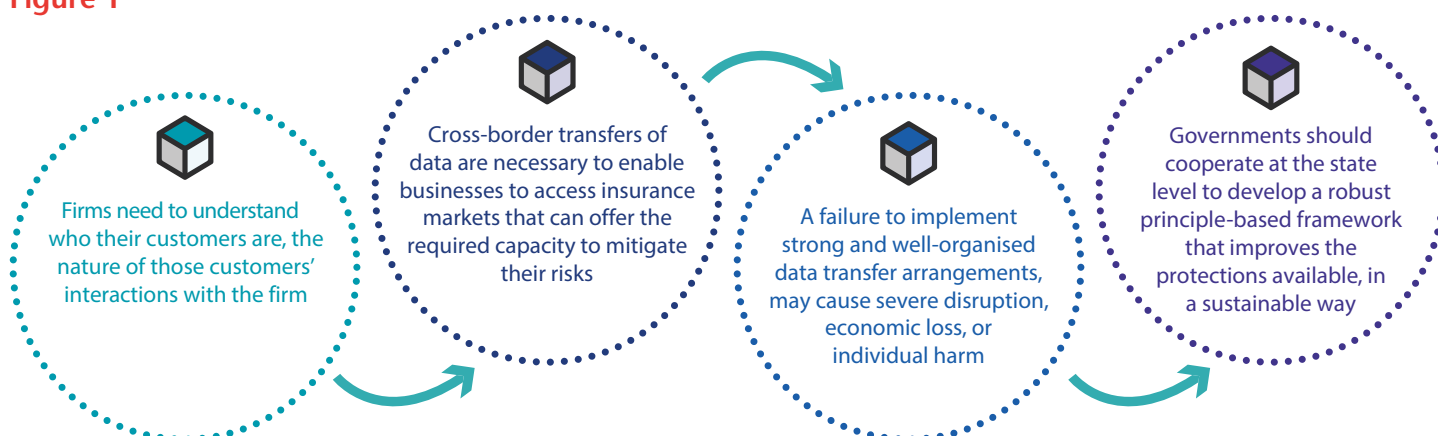 Figure 1
Firms need to understand
who their customers are, the
nature of those customers’
interactions with the firm
Cross-border transfers of
data are necessary to enable
businesses to access insurance
markets that can offer the
required capacity to mitigate
their risks
A failure to implement
strong and well-organised
data transfer arrangements,
may cause severe disruption,
economic loss, or
individual harm
Governments should
cooperate at the state
level to develop a robust
principle-based framework
that improves the
protections available, in
a sustainable way